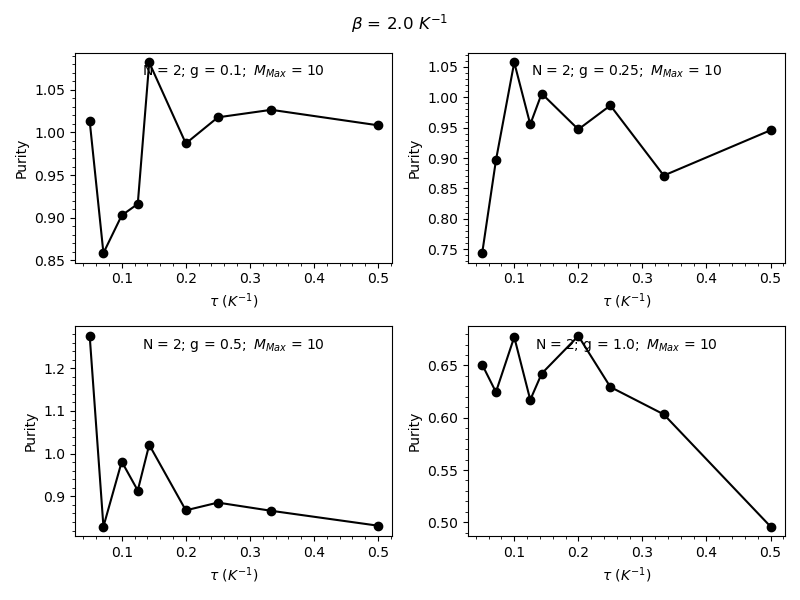 β = 2.0 K⁻¹
N = 2; g = 0.1; M_Max = 10
Purity
1.05
1.00
0.95
0.90
0.85
0.1 0.2 0.3 0.4 0.5
τ (K⁻¹)
N = 2; g = 0.25; M_Max = 10
Purity
1.05
1.00
0.95
0.90
0.85
0.80
0.75
0.1 0.2 0.3 0.4 0.5
τ (K⁻¹)
N = 2; g = 0.5; M_Max = 10
Purity
1.2
1.1
1.0
0.9
0.1 0.2 0.3 0.4 0.5
τ (K⁻¹)
N = 2; g = 1.0; M_Max = 10
Purity
0.65
0.60
0.55
0.50
0.1 0.2 0.3 0.4 0.5
τ (K⁻¹)